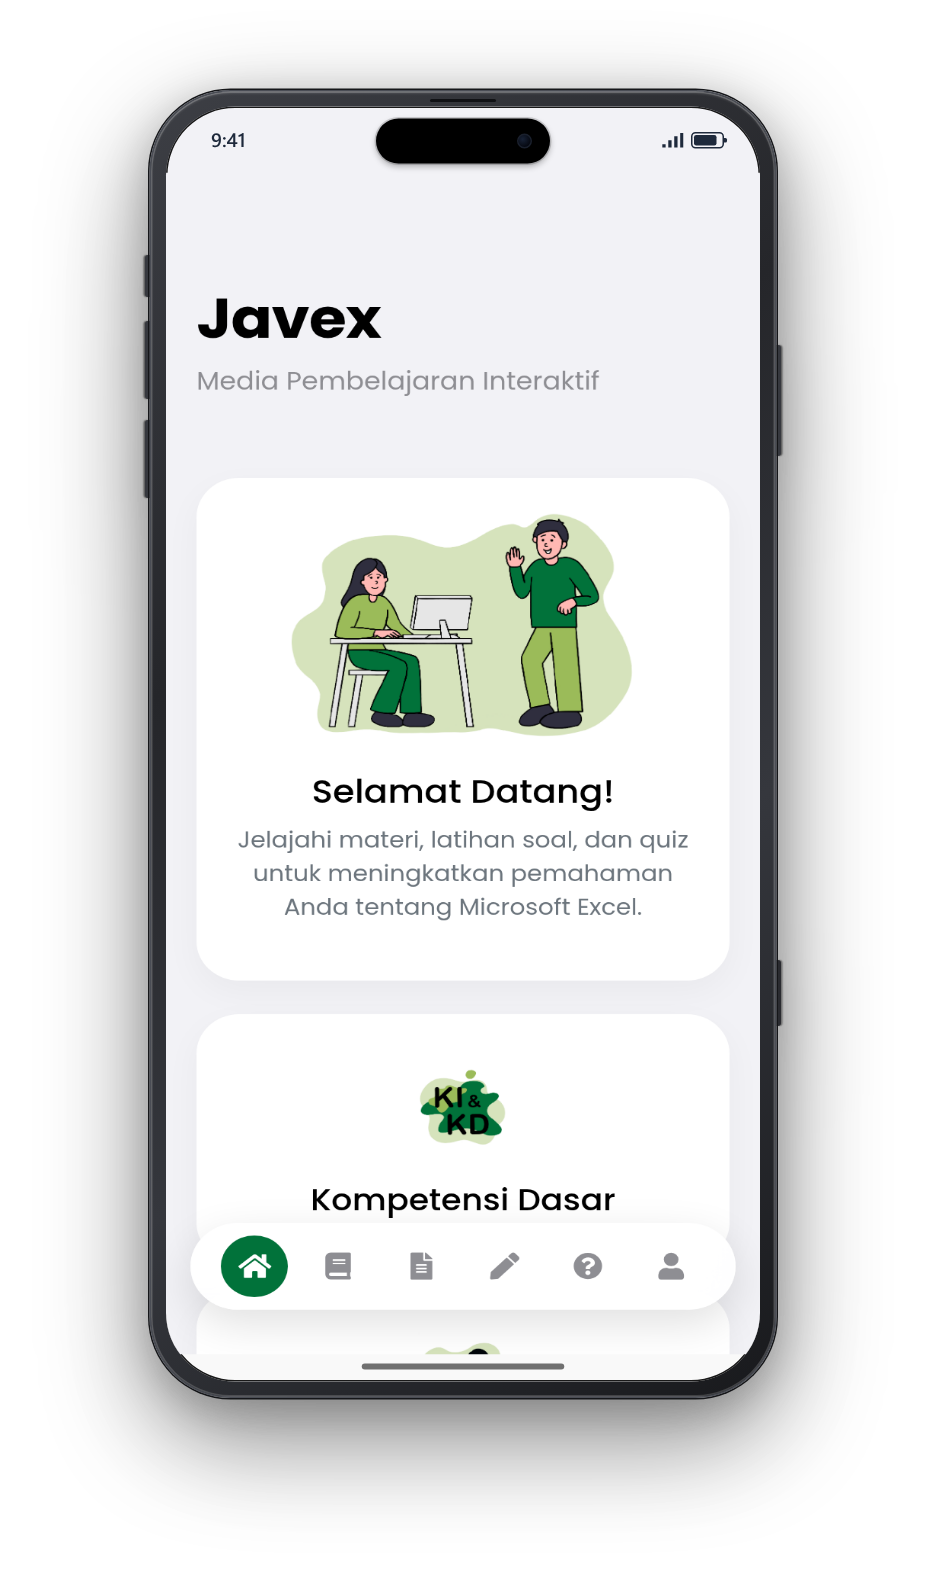 9:41
Javex
Media Pembelajaran Interaktif
Selamat Datang!
Jelajahi materi, latihan soal, dan quiz
untuk meningkatkan pemahaman
Anda tentang Microsoft Excel.
KI &
KD
Kompetensi Dasar